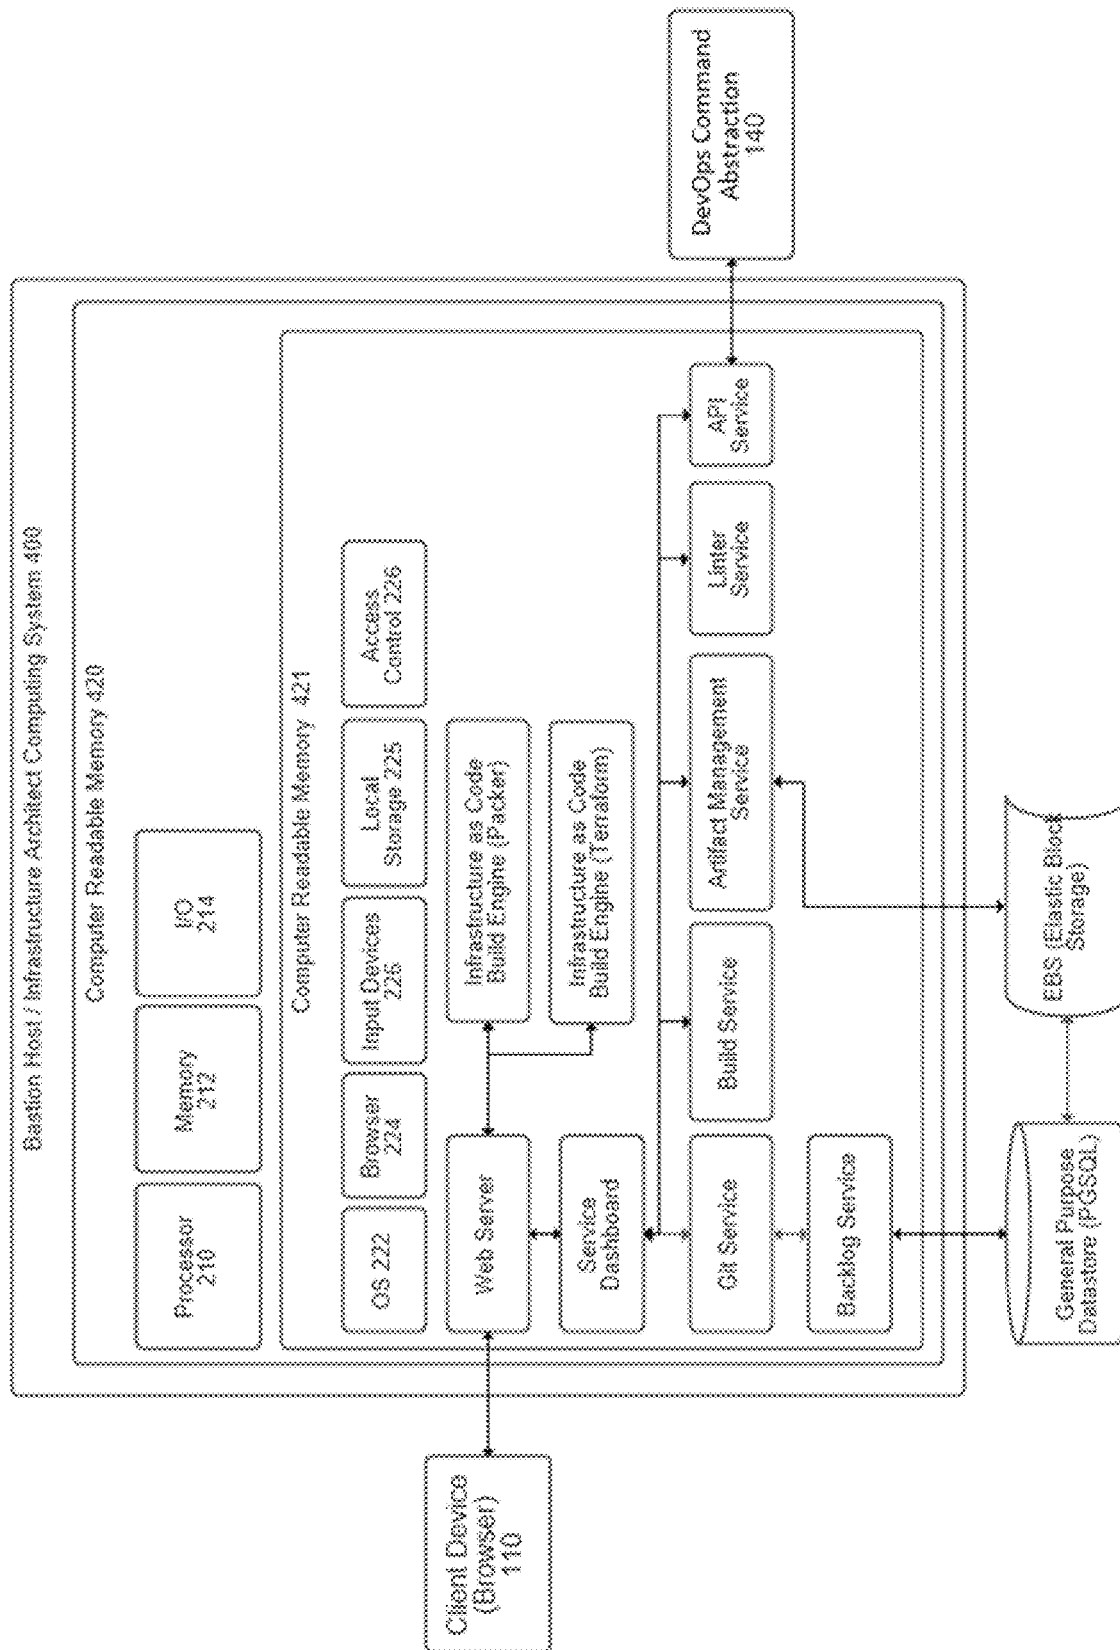 Bastion Host / Infrastructure Architect Computing System 400
Computer Readable Memory 420
Processor
210
Memory
212
I/O
214
Computer Readable Memory 421
OS 222
Browser
224
Input Devices
226
Local
Storage 225
Access
Control 226
Client Device
(Browser)
110
Web Server
Infrastructure as Code
Build Engine (Packer)
Infrastructure as Code
Build Engine (Terraform)
Service
Dashboard
Git Service
Build Service
Artifact Management
Service
Linter
Service
API
Service
DevOps Command
Abstraction
140
Backlog Service
General Purpose
Datastore (PGSQL)
EBS (Elastic Block
Storage)